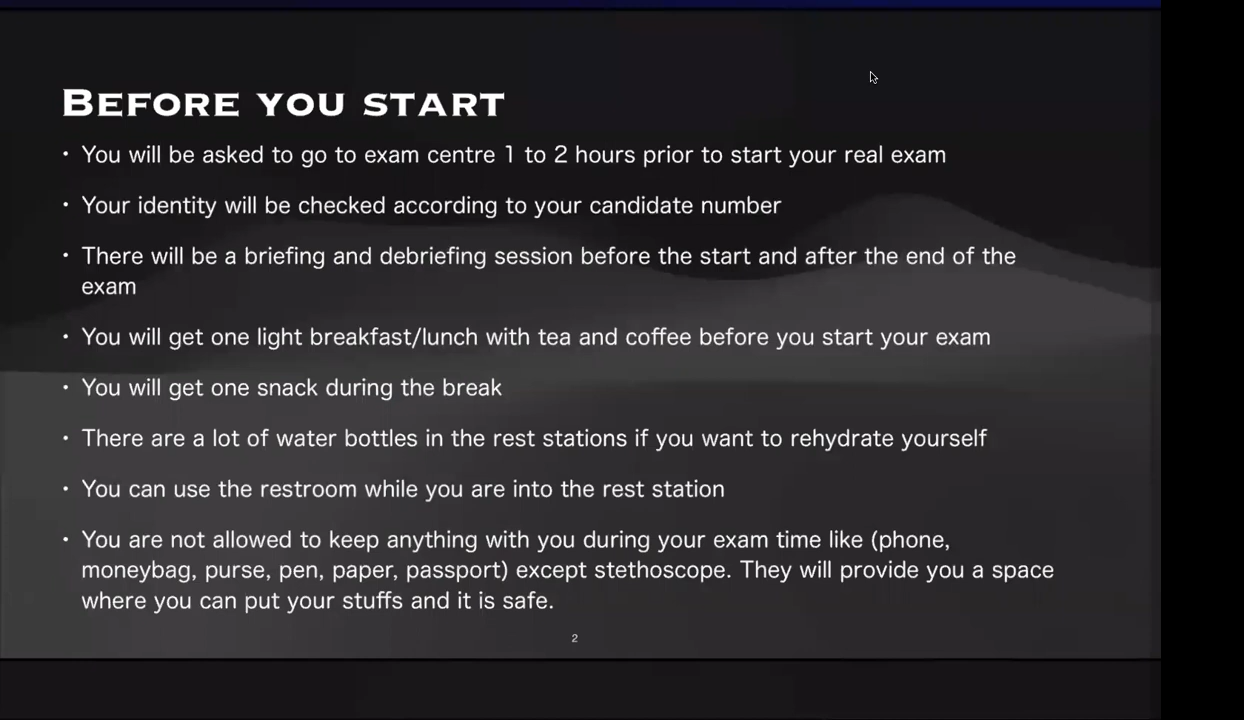 Before you start
• You will be asked to go to exam centre 1 to 2 hours prior to start your real exam
• Your identity will be checked according to your candidate number
• There will be a briefing and debriefing session before the start and after the end of the
exam
• You will get one light breakfast/lunch with tea and coffee before you start your exam
• You will get one snack during the break
• There are a lot of water bottles in the rest stations if you want to rehydrate yourself
• You can use the restroom while you are into the rest station
• You are not allowed to keep anything with you during your exam time like (phone,
moneybag, purse, pen, paper, passport) except stethoscope. They will provide you a space
where you can put your stuffs and it is safe.
2